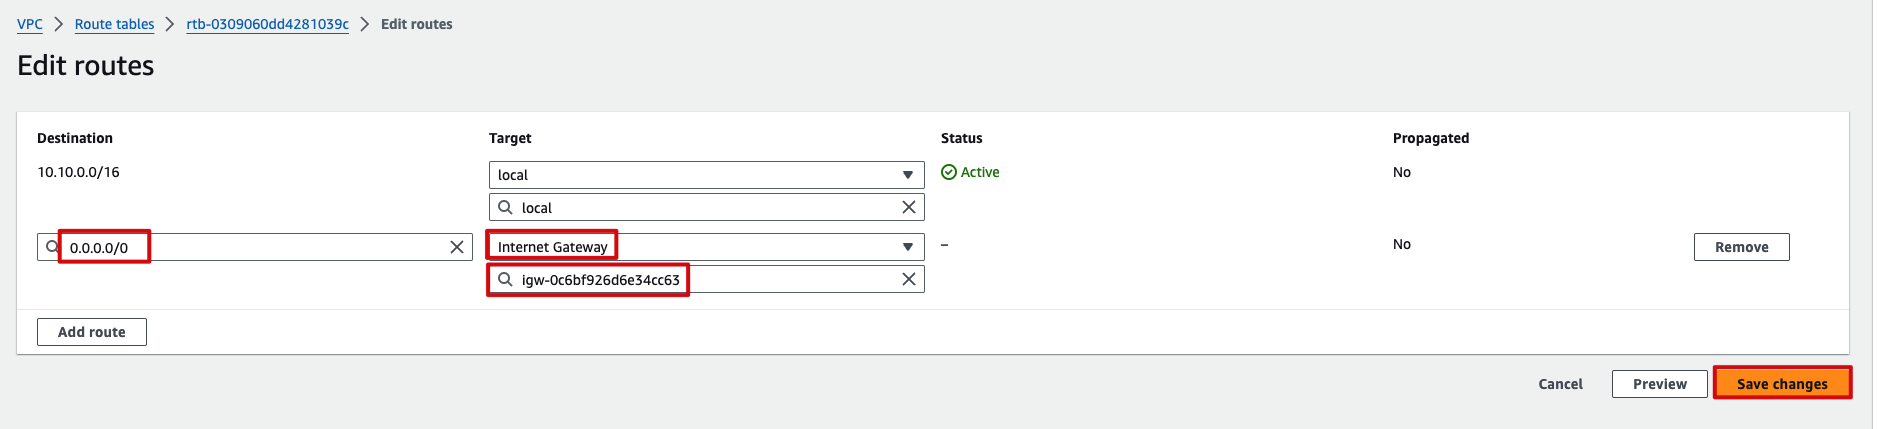 VPC > Route tables > rtb-0309060dd4281039c > Edit routes
Edit routes
Destination Target Status Propagated
10.10.0.0/16 local Active No
local
0.0.0.0/0 Internet Gateway – No Remove
igw-0c6bf926d6e34cc63
Add route
Cancel Preview Save changes